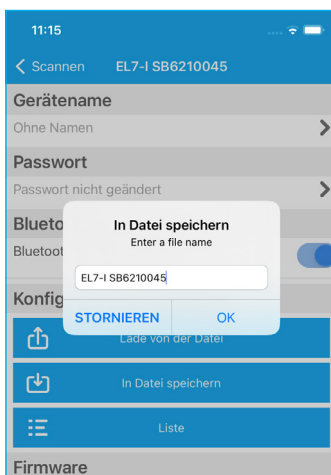 11:15
Scannen EL7-I SB6210045
Gerätename
Ohne Namen
Passwort
Passwort nicht geändert
Blueto
Bluetoot
In Datei speichern
Enter a file name
EL7-I SB6210045
STORNIEREN OK
Konfig
Lade von der Datei
In Datei speichern
Liste
Firmware